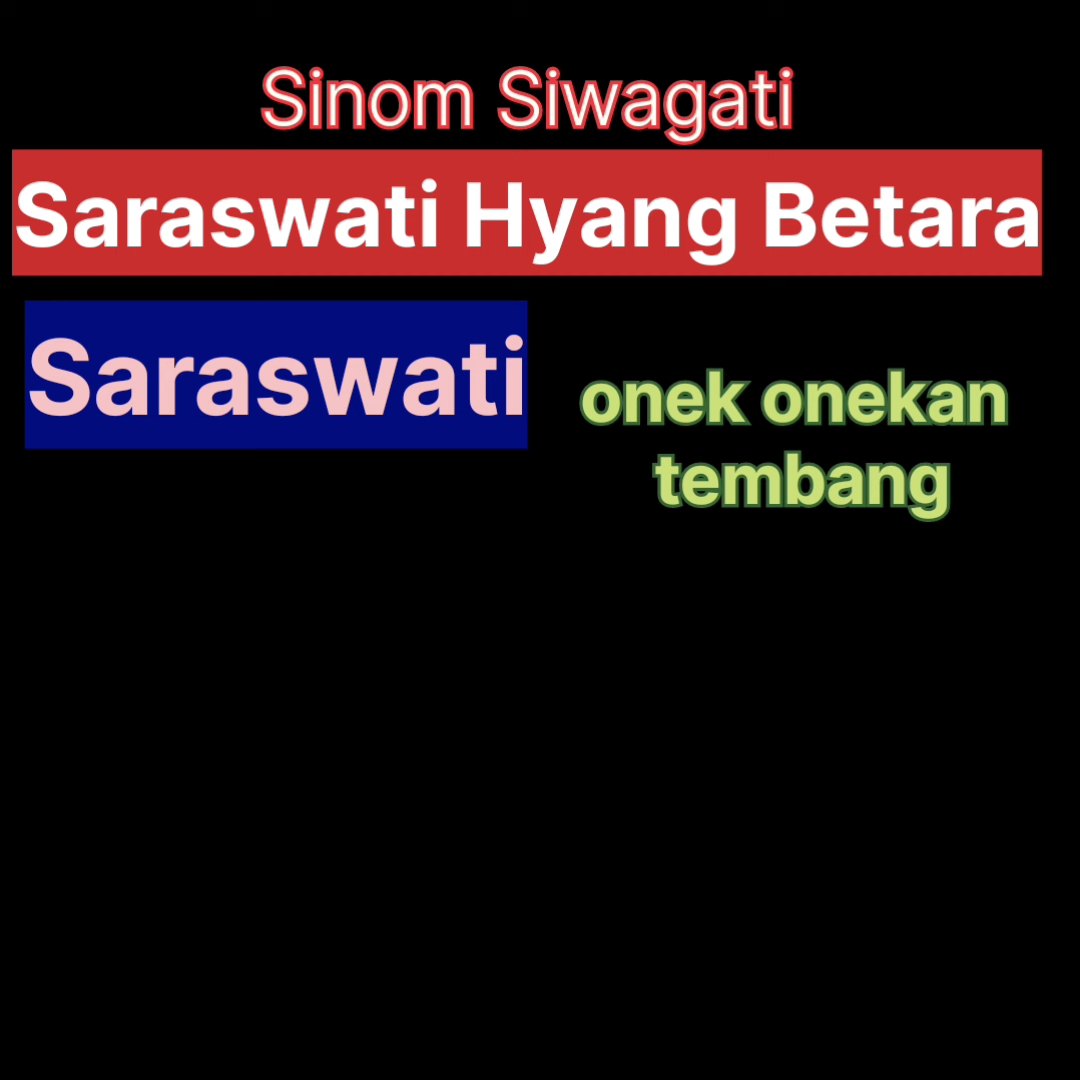 Sinom Siwagati
Saraswati Hyang Betara
Saraswati
onek onekan
tembang